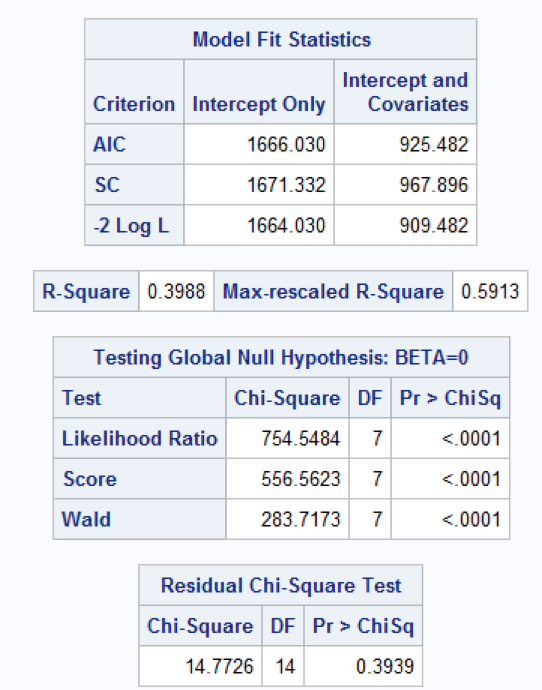 Model Fit Statistics
Criterion Intercept Only Intercept and Covariates
AIC 1666.030 925.482
SC 1671.332 967.896
-2 Log L 1664.030 909.482
R-Square 0.3988 Max-rescaled R-Square 0.5913
Testing Global Null Hypothesis: BETA=0
Test Chi-Square DF Pr > ChiSq
Likelihood Ratio 754.5484 7 <.0001
Score 556.5623 7 <.0001
Wald 283.7173 7 <.0001
Residual Chi-Square Test
Chi-Square DF Pr > ChiSq
14.7726 14 0.3939